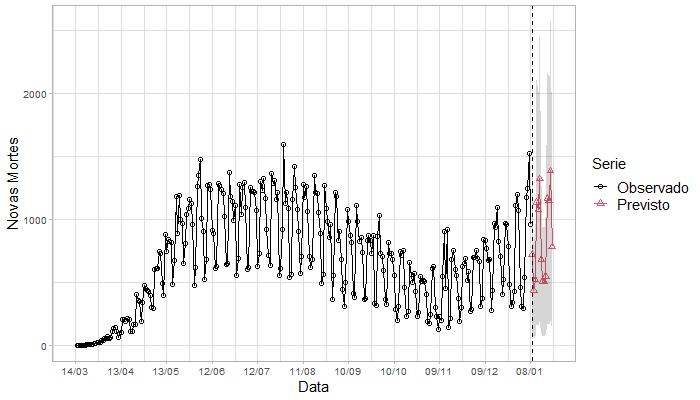 Novas Mortes
2000
1000
0
14/03 13/04 13/05 12/06 12/07 11/08 10/09 10/10 09/11 09/12 08/01
Data
Serie
Observado
Previsto